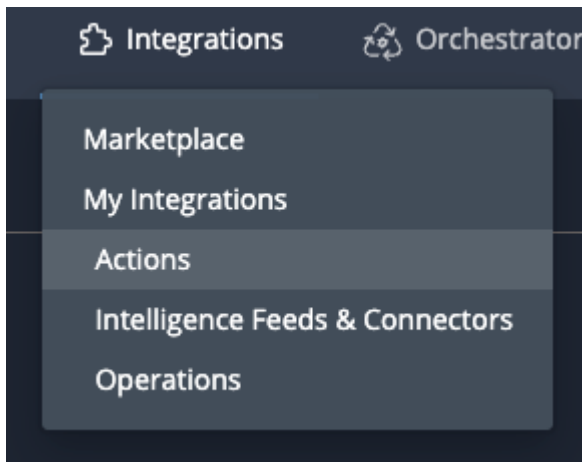 Integrations Orchestrator
Marketplace
My Integrations
Actions
Intelligence Feeds & Connectors
Operations